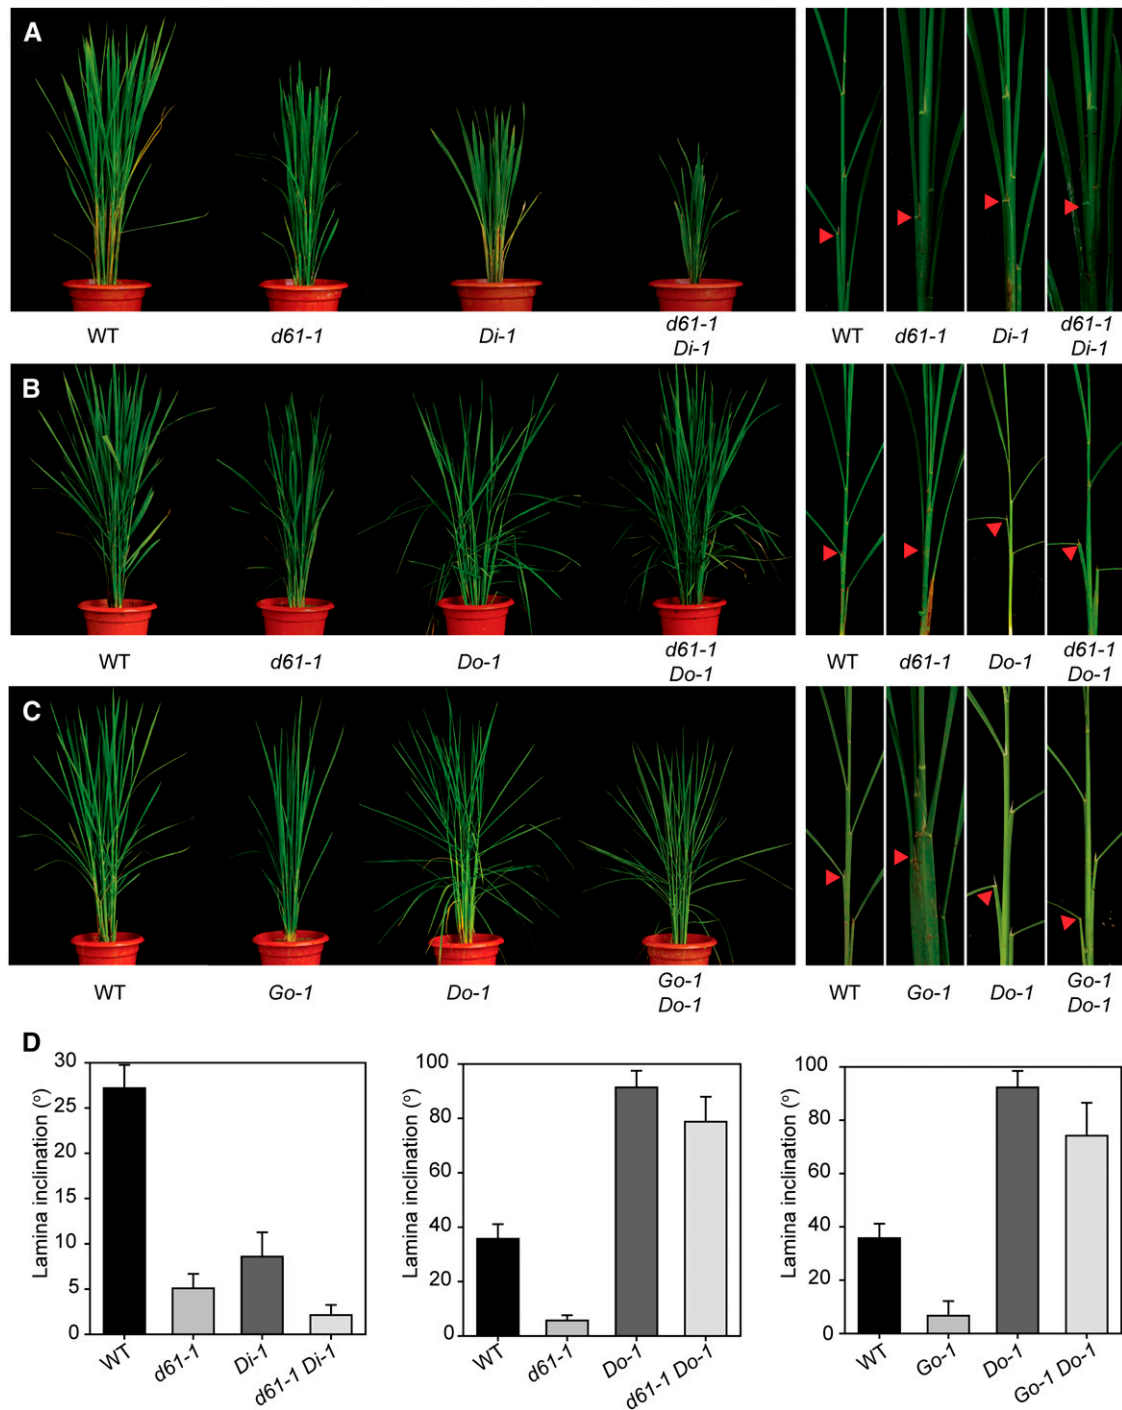 A
WT d61-1 Di-1 d61-1 Di-1
WT d61-1 Di-1 d61-1 Di-1
B
WT d61-1 Do-1 d61-1 Do-1
WT d61-1 Do-1 d61-1 Do-1
C
WT Go-1 Do-1 Go-1 Do-1
WT Go-1 Do-1 Go-1 Do-1
D
Lamina inclination (°)
30
25
20
15
10
5
0
WT d61-1 Di-1 d61-1 Di-1
Lamina inclination (°)
100
80
60
40
20
0
WT d61-1 Do-1 d61-1 Do-1
Lamina inclination (°)
100
80
60
40
20
0
WT Go-1 Do-1 Go-1 Do-1